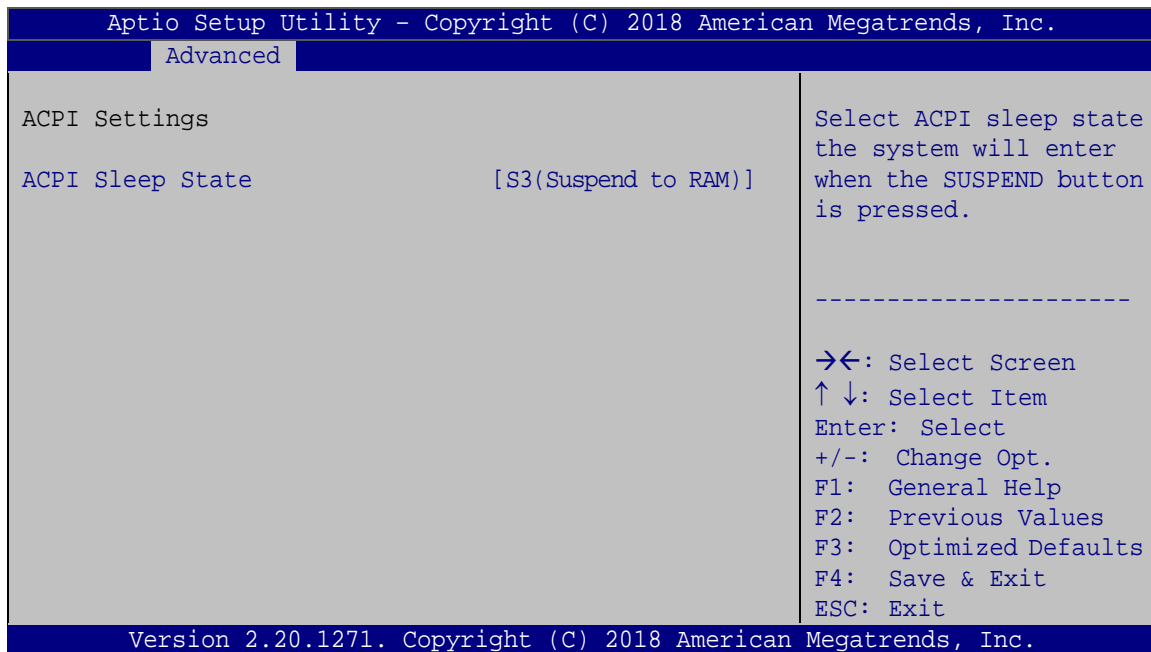 Aptio Setup Utility – Copyright (C) 2018 American Megatrends, Inc.
Advanced
ACPI Settings
ACPI Sleep State [S3(Suspend to RAM)]
Select ACPI sleep state
the system will enter
when the SUSPEND button
is pressed.
----------------------
→←: Select Screen
↑ ↓: Select Item
Enter: Select
+/-: Change Opt.
F1: General Help
F2: Previous Values
F3: Optimized Defaults
F4: Save & Exit
ESC: Exit
Version 2.20.1271. Copyright (C) 2018 American Megatrends, Inc.